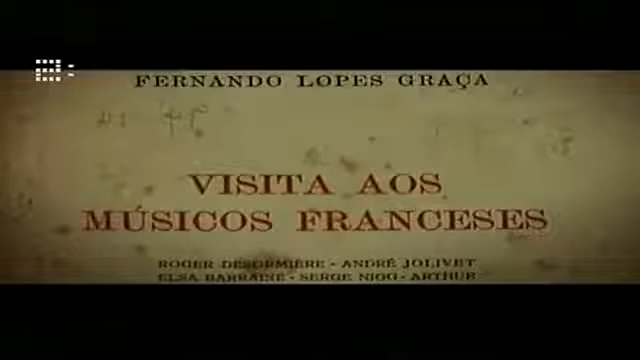 FERNANDO LOPES GRAÇA
VISITA AOS
MÚSICOS FRANCESES
ROGER DESORMIÈRE - ANDRÉ JOLIVET
ELSA BARRAINE - SERGE NIGG - ARTHUR